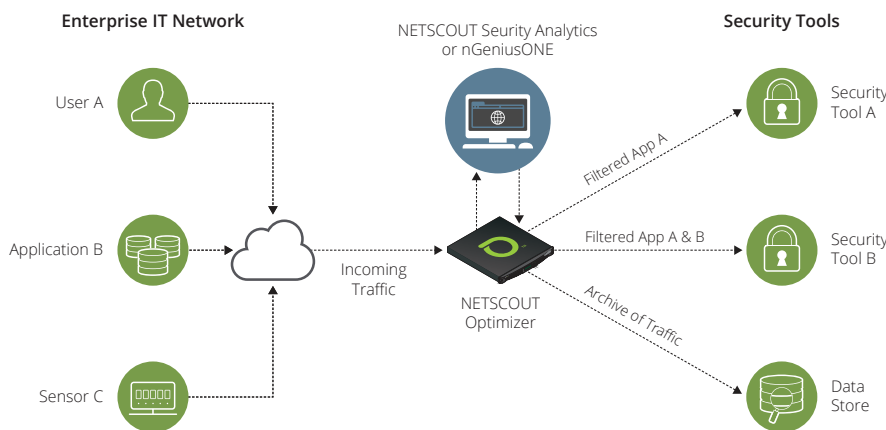 Enterprise IT Network
NETSCOUT Seurity Analytics
or nGeniusONE
Security Tools
User A
Security
Tool A
Filtered App A
Application B
Incoming
Traffic
Filtered App A & B
Security
Tool B
NETSCOUT
Optimizer
Archive of Traffic
Sensor C
Data
Store